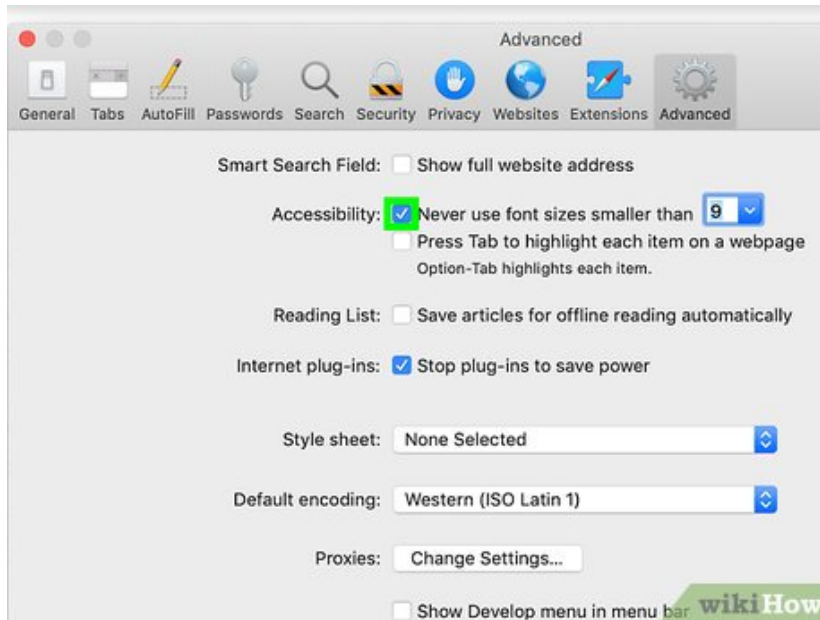 Advanced
General Tabs AutoFill Passwords Search Security Privacy Websites Extensions Advanced
Smart Search Field: Show full website address
Accessibility: Never use font sizes smaller than 9
Press Tab to highlight each item on a webpage
Option-Tab highlights each item.
Reading List: Save articles for offline reading automatically
Internet plug-ins: Stop plug-ins to save power
Style sheet: None Selected
Default encoding: Western (ISO Latin 1)
Proxies: Change Settings...
Show Develop menu in menu bar
wikiHow